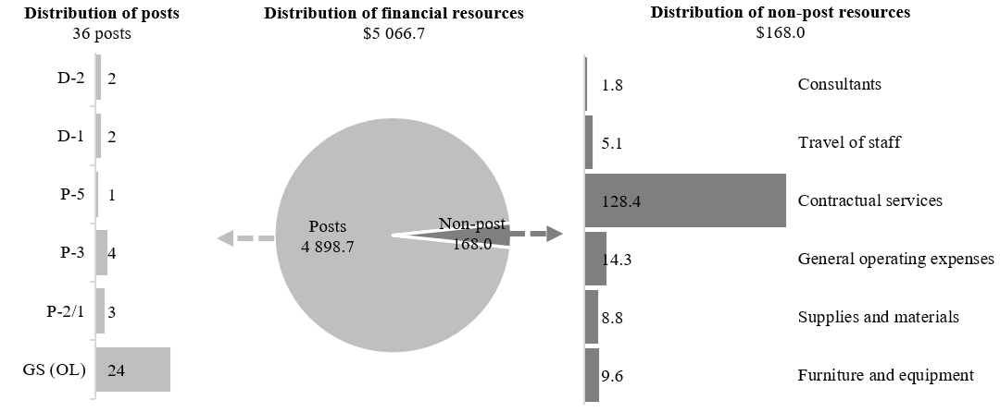 Distribution of posts
36 posts
D-2 2
D-1 2
P-5 1
P-3 4
P-2/1 3
GS (OL) 24
Distribution of financial resources
$5 066.7
Posts
4 898.7
Non-post
168.0
Distribution of non-post resources
$168.0
1.8 Consultants
5.1 Travel of staff
128.4 Contractual services
14.3 General operating expenses
8.8 Supplies and materials
9.6 Furniture and equipment